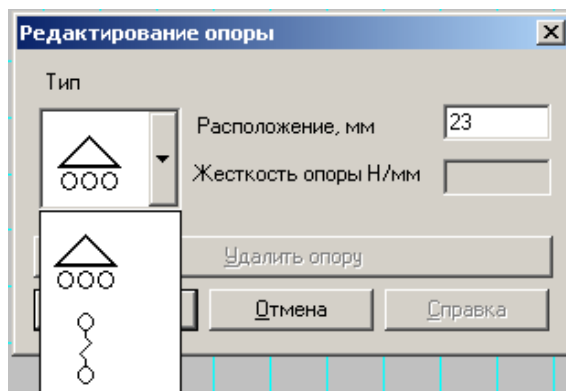 Редактирование опоры
Тип
Расположение, мм
23
Жесткость опоры Н/мм
Удалить опору
Отмена
Справка